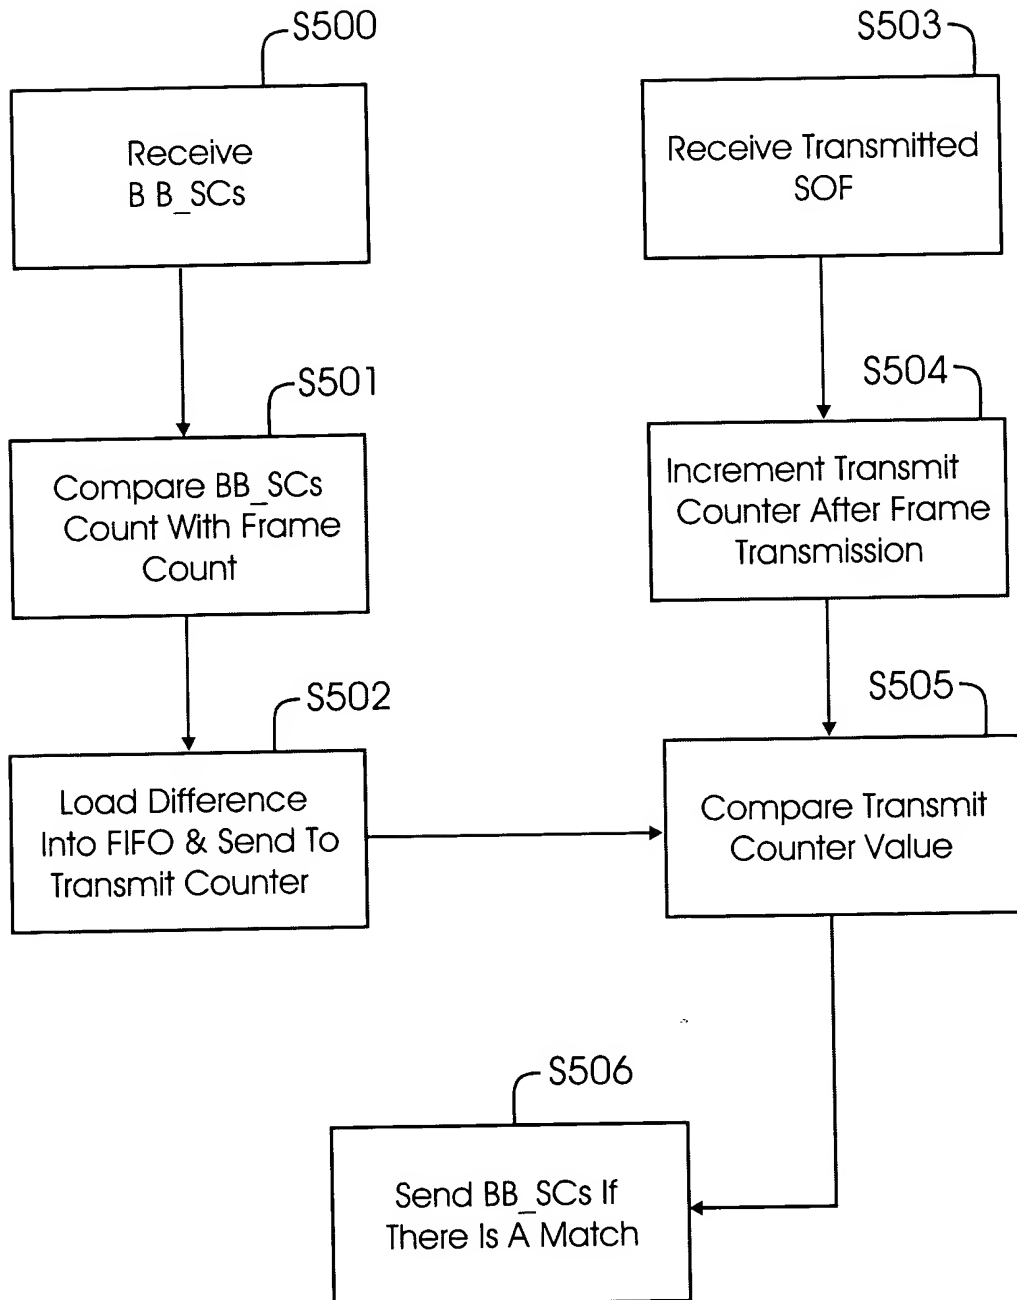 S500
Receive
B B_SCs
S501
Compare BB_SCs
Count With Frame
Count
S502
Load Difference
Into FIFO & Send To
Transmit Counter
S503
Receive Transmitted
SOF
S504
Increment Transmit
Counter After Frame
Transmission
S505
Compare Transmit
Counter Value
S506
Send BB_SCs If
There Is A Match